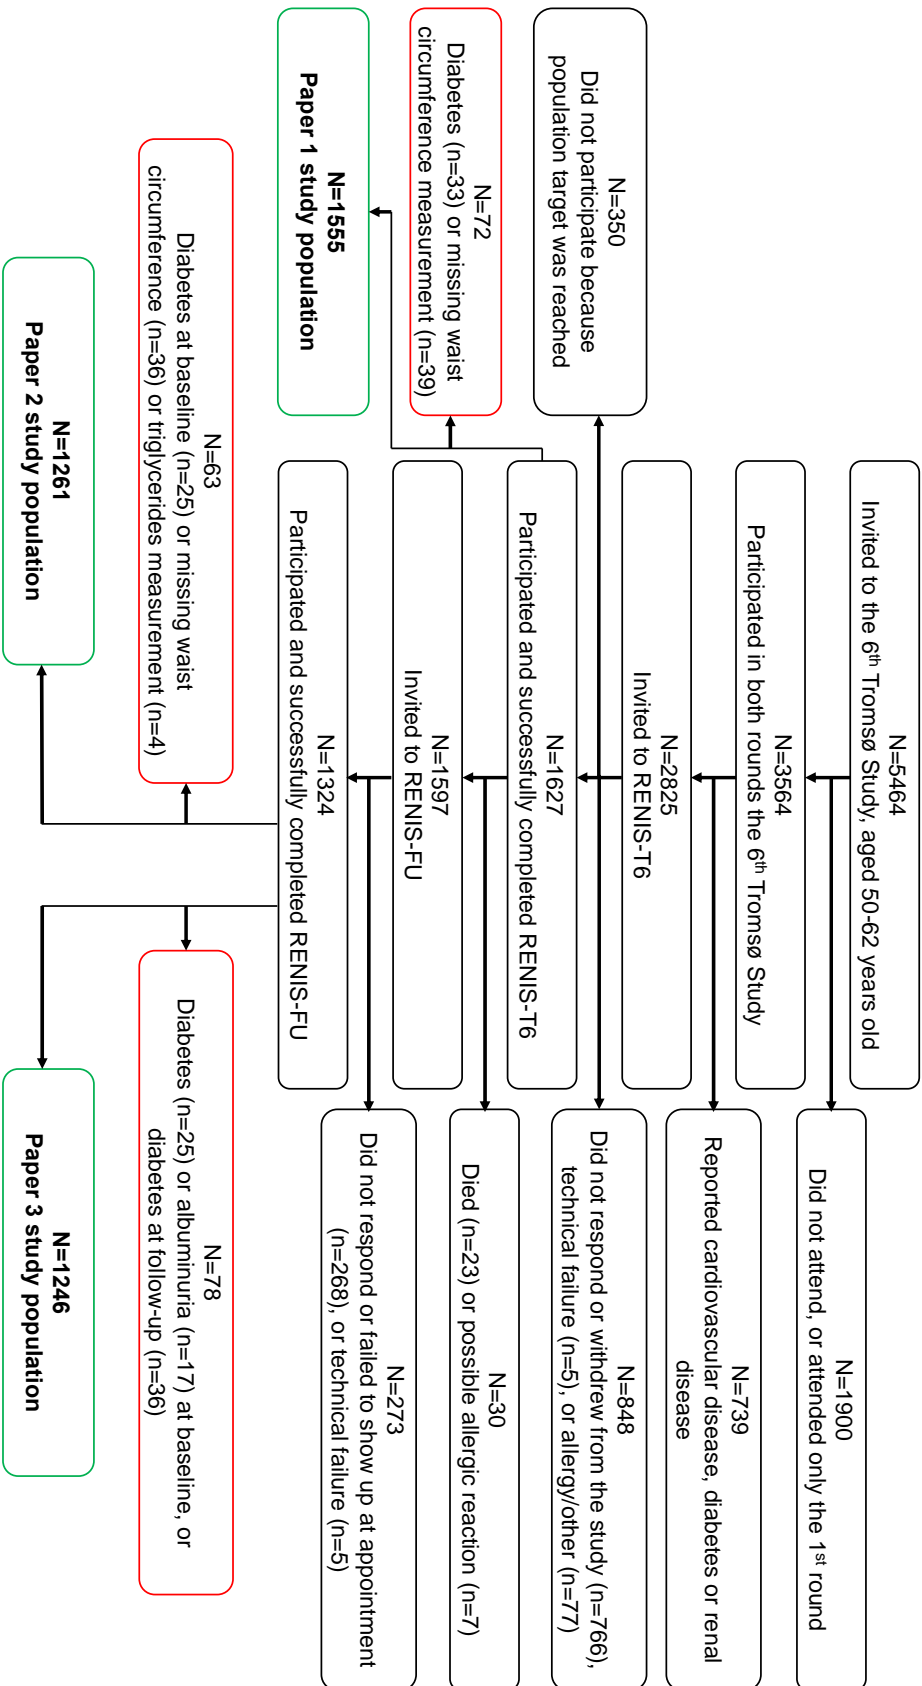 N=5464
Invited to the 6th Tromsø Study, aged 50-62 years old
N=1900
Did not attend, or attended only the 1st round
N=3564
Participated in both rounds the 6th Tromsø Study
N=739
Reported cardiovascular disease, diabetes or renal
disease
N=2825
Invited to RENIS-T6
N=350
Did not participate because
population target was reached
N=848
Did not respond or withdrew from the study (n=766),
technical failure (n=5), or allergy/other (n=77)
N=1627
Participated and successfully completed RENIS-T6
N=72
Diabetes (n=33) or missing waist
circumference measurement (n=39)
N=30
Died (n=23) or possible allergic reaction (n=7)
N=1597
Invited to RENIS-FU
N=1555
Paper 1 study population
N=273
Did not respond or failed to show up at appointment
(n=268), or technical failure (n=5)
N=1324
Participated and successfully completed RENIS-FU
N=63
Diabetes at baseline (n=25) or missing waist
circumference (n=36) or triglycerides measurement (n=4)
N=78
Diabetes (n=25) or albuminuria (n=17) at baseline, or
diabetes at follow-up (n=36)
N=1261
Paper 2 study population
N=1246
Paper 3 study population